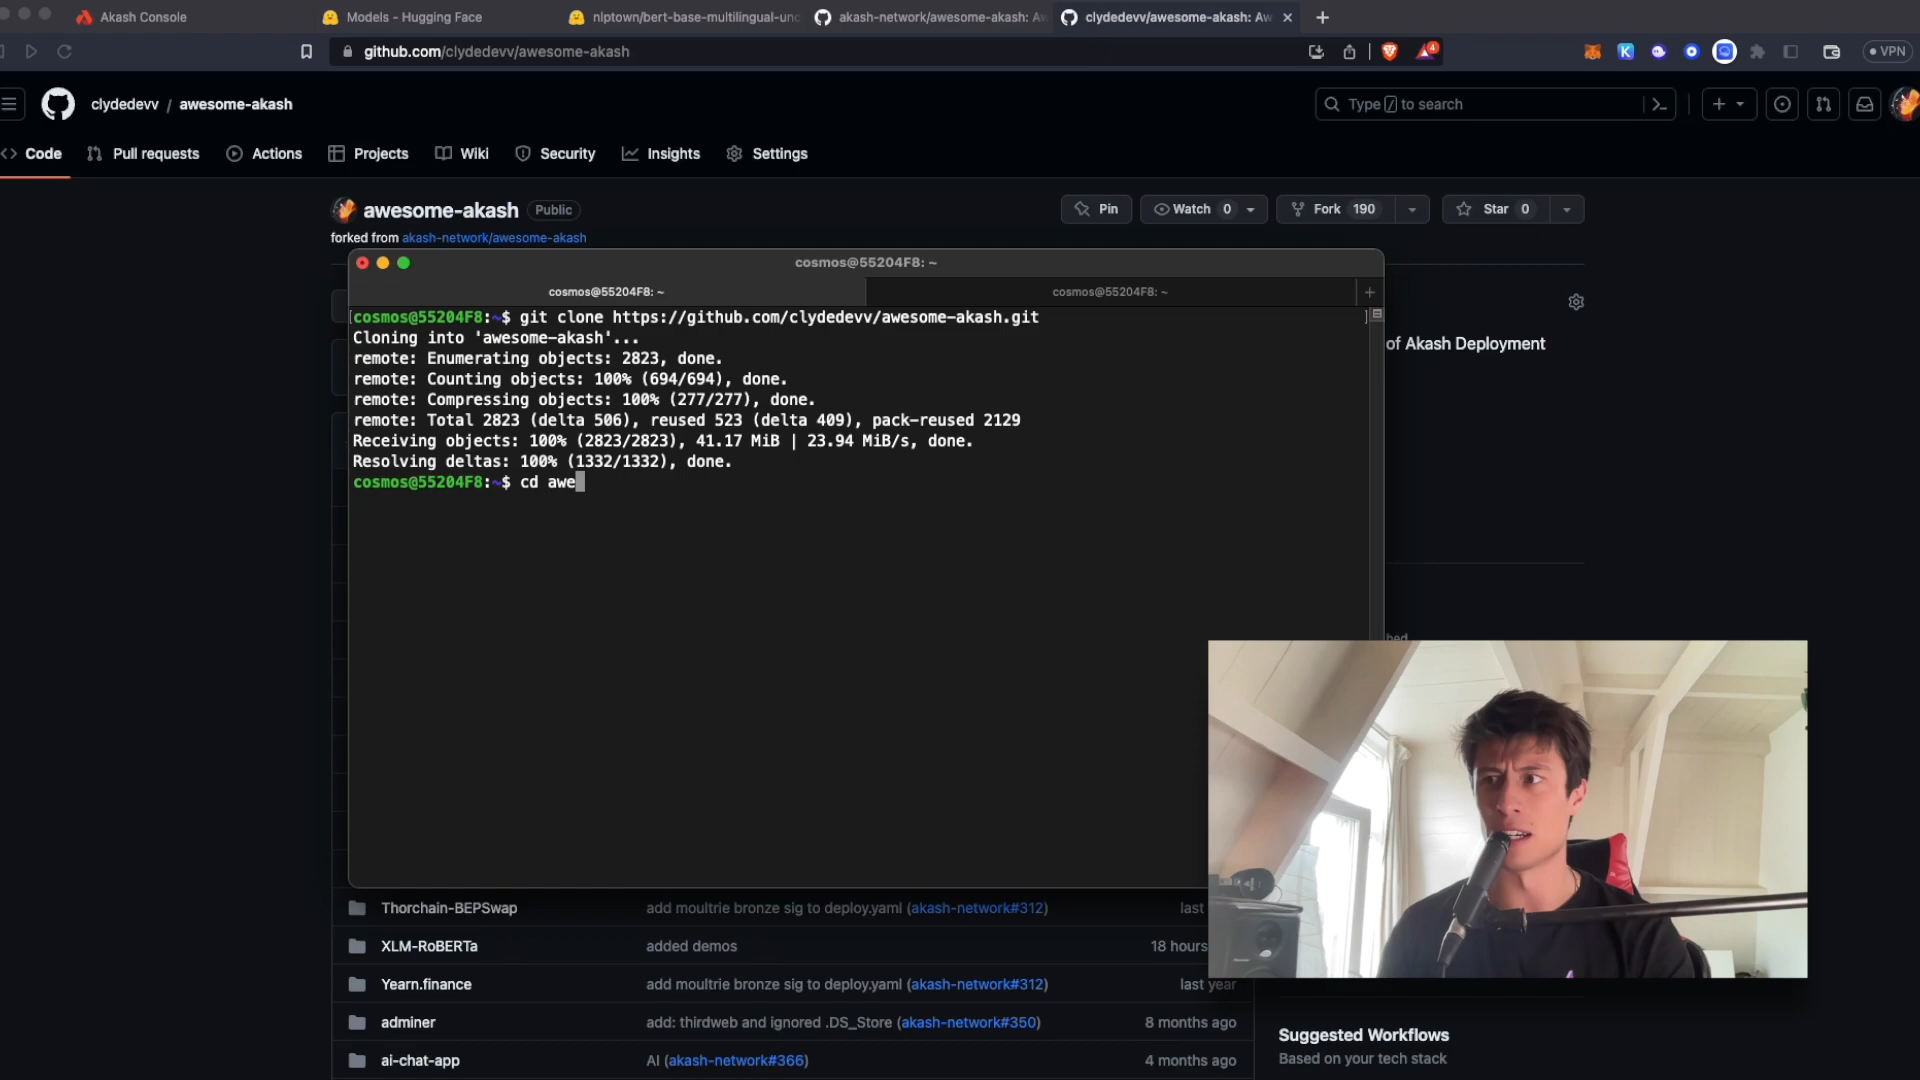 Akash Console
Models - Hugging Face
nlptown/bert-base-multilingual-unc
akash-network/awesome-akash: Aw
clydedevv/awesome-akash: Aw
github.com/clydedevv/awesome-akash
4
VPN
clydedevv / awesome-akash
Type / to search
Code
Pull requests
Actions
Projects
Wiki
Security
Insights
Settings
awesome-akash
Public
Pin
Watch 0
Fork 190
Star 0
forked from akash-network/awesome-akash
cosmos@55204F8: ~
cosmos@55204F8: ~
cosmos@55204F8: ~
cosmos@55204F8:~$ git clone https://github.com/clydedevv/awesome-akash.git
Cloning into 'awesome-akash'...
remote: Enumerating objects: 2823, done.
remote: Counting objects: 100% (694/694), done.
remote: Compressing objects: 100% (277/277), done.
remote: Total 2823 (delta 506), reused 523 (delta 409), pack-reused 2129
Receiving objects: 100% (2823/2823), 41.17 MiB | 23.94 MiB/s, done.
Resolving deltas: 100% (1332/1332), done.
cosmos@55204F8:~$ cd awe
of Akash Deployment
Thorchain-BEPSwap add moultrie bronze sig to deploy.yaml (akash-network#312) last
XLM-RoBERTa added demos 18 hours
Yearn.finance add moultrie bronze sig to deploy.yaml (akash-network#312) last year
adminer add: thirdweb and ignored .DS_Store (akash-network#350) 8 months ago
ai-chat-app AI (akash-network#366) 4 months ago
Suggested Workflows
Based on your tech stack